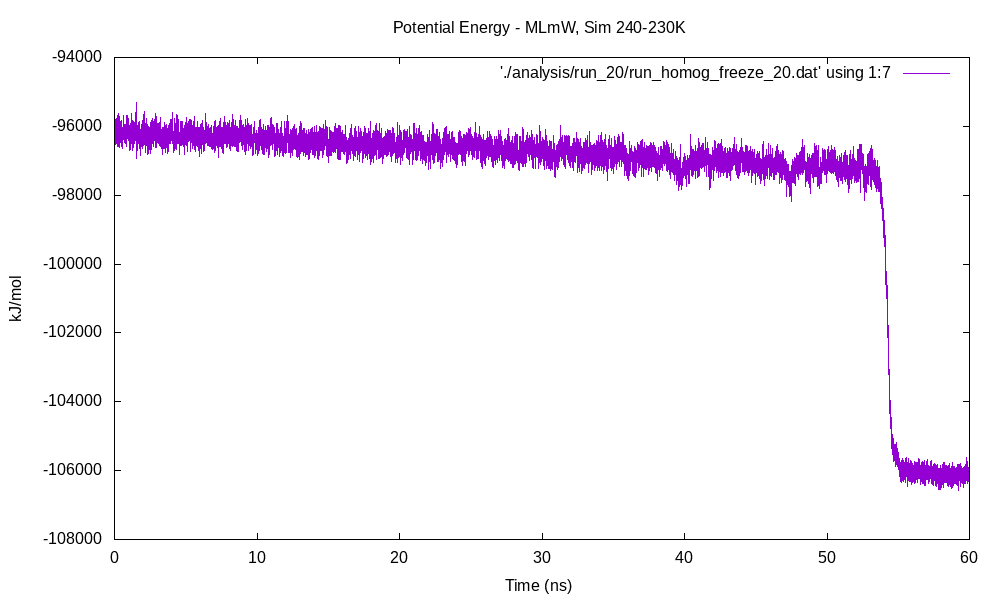 Potential Energy - MLmW, Sim 240-230K
'./analysis/run_20/run_homog_freeze_20.dat' using 1:7
-94000
-96000
-98000
-100000
-102000
-104000
-106000
-108000
kJ/mol
0 10 20 30 40 50 60
Time (ns)